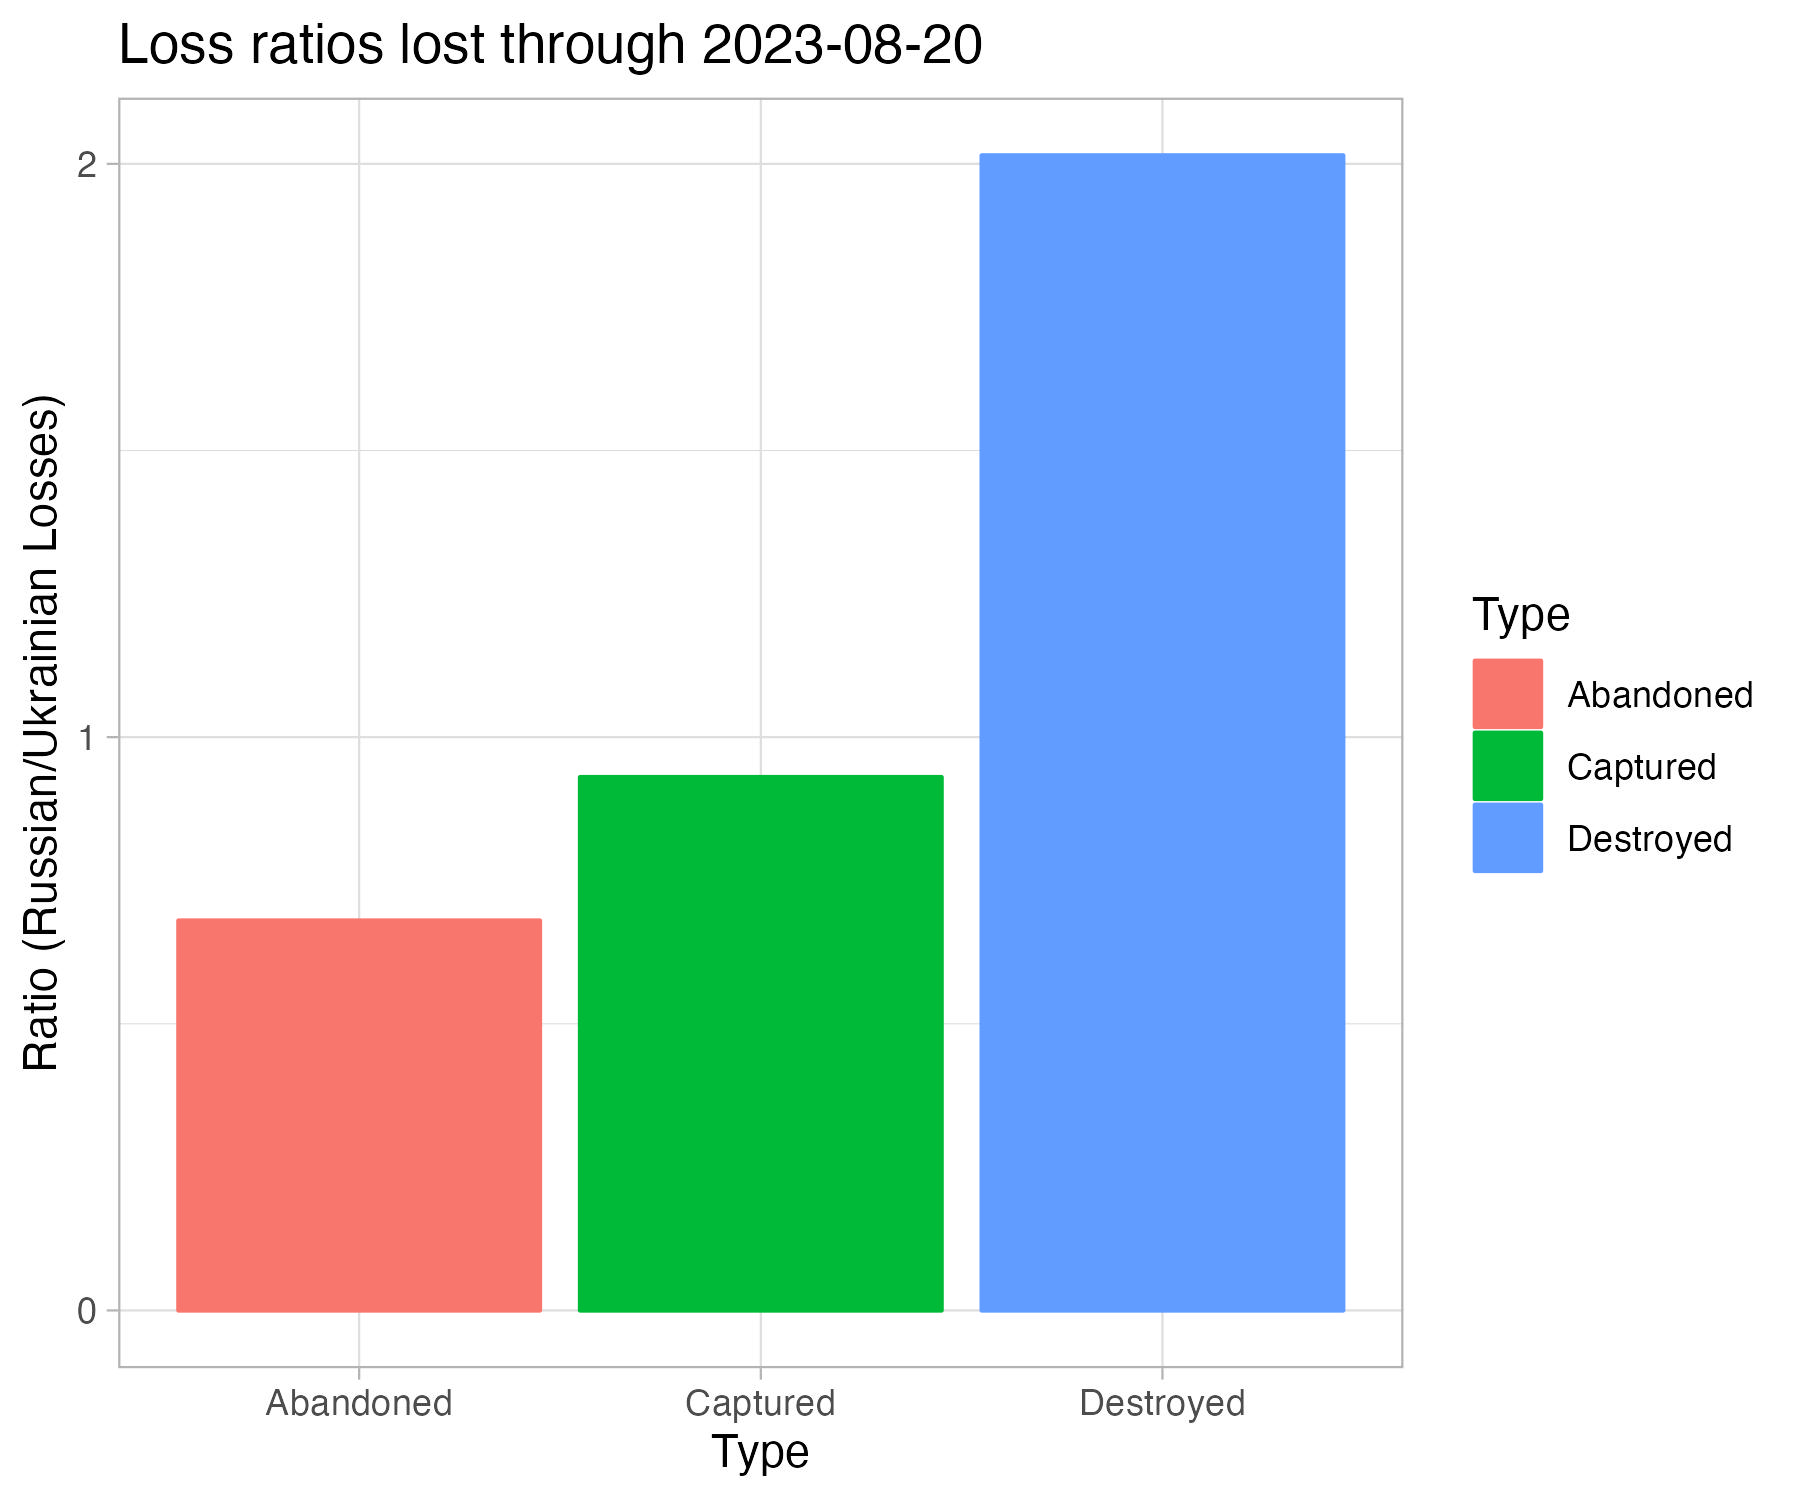 Loss ratios lost through 2023-08-20
Ratio (Russian/Ukrainian Losses)
2
1
0
Abandoned
Captured
Destroyed
Type
Type
Abandoned
Captured
Destroyed